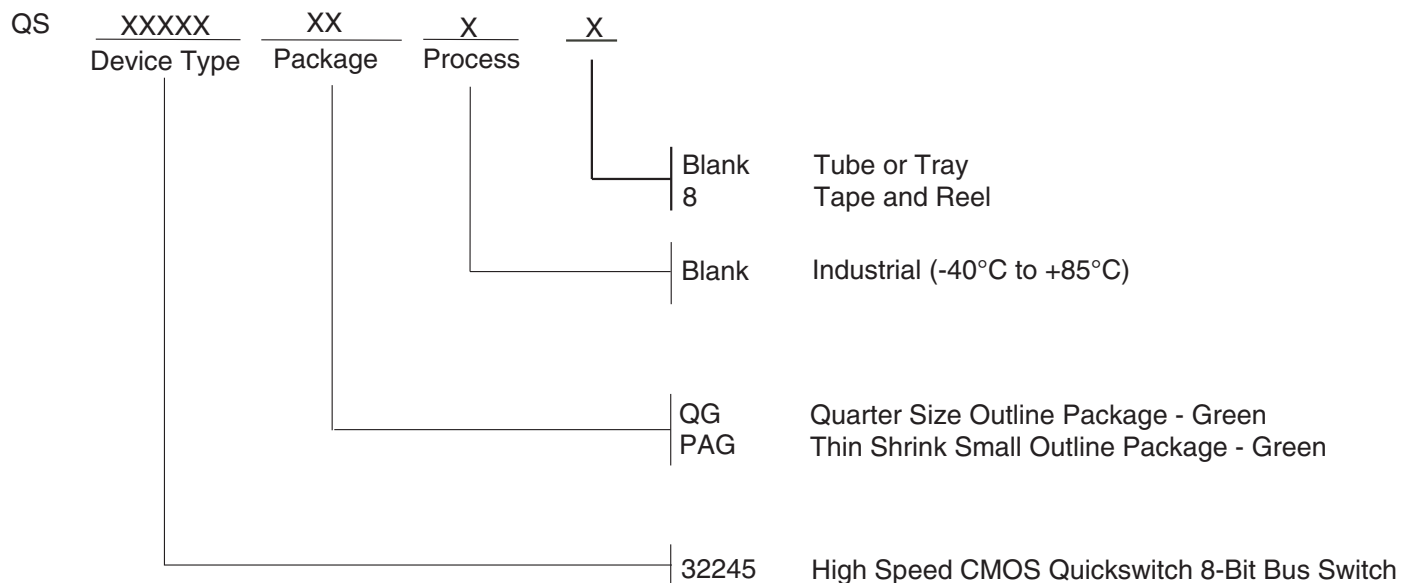 QS XXXXX XX X X
Device Type Package Process
Blank Tube or Tray
8 Tape and Reel
Blank Industrial (-40°C to +85°C)
QG Quarter Size Outline Package - Green
PAG Thin Shrink Small Outline Package - Green
32245 High Speed CMOS Quickswitch 8-Bit Bus Switch